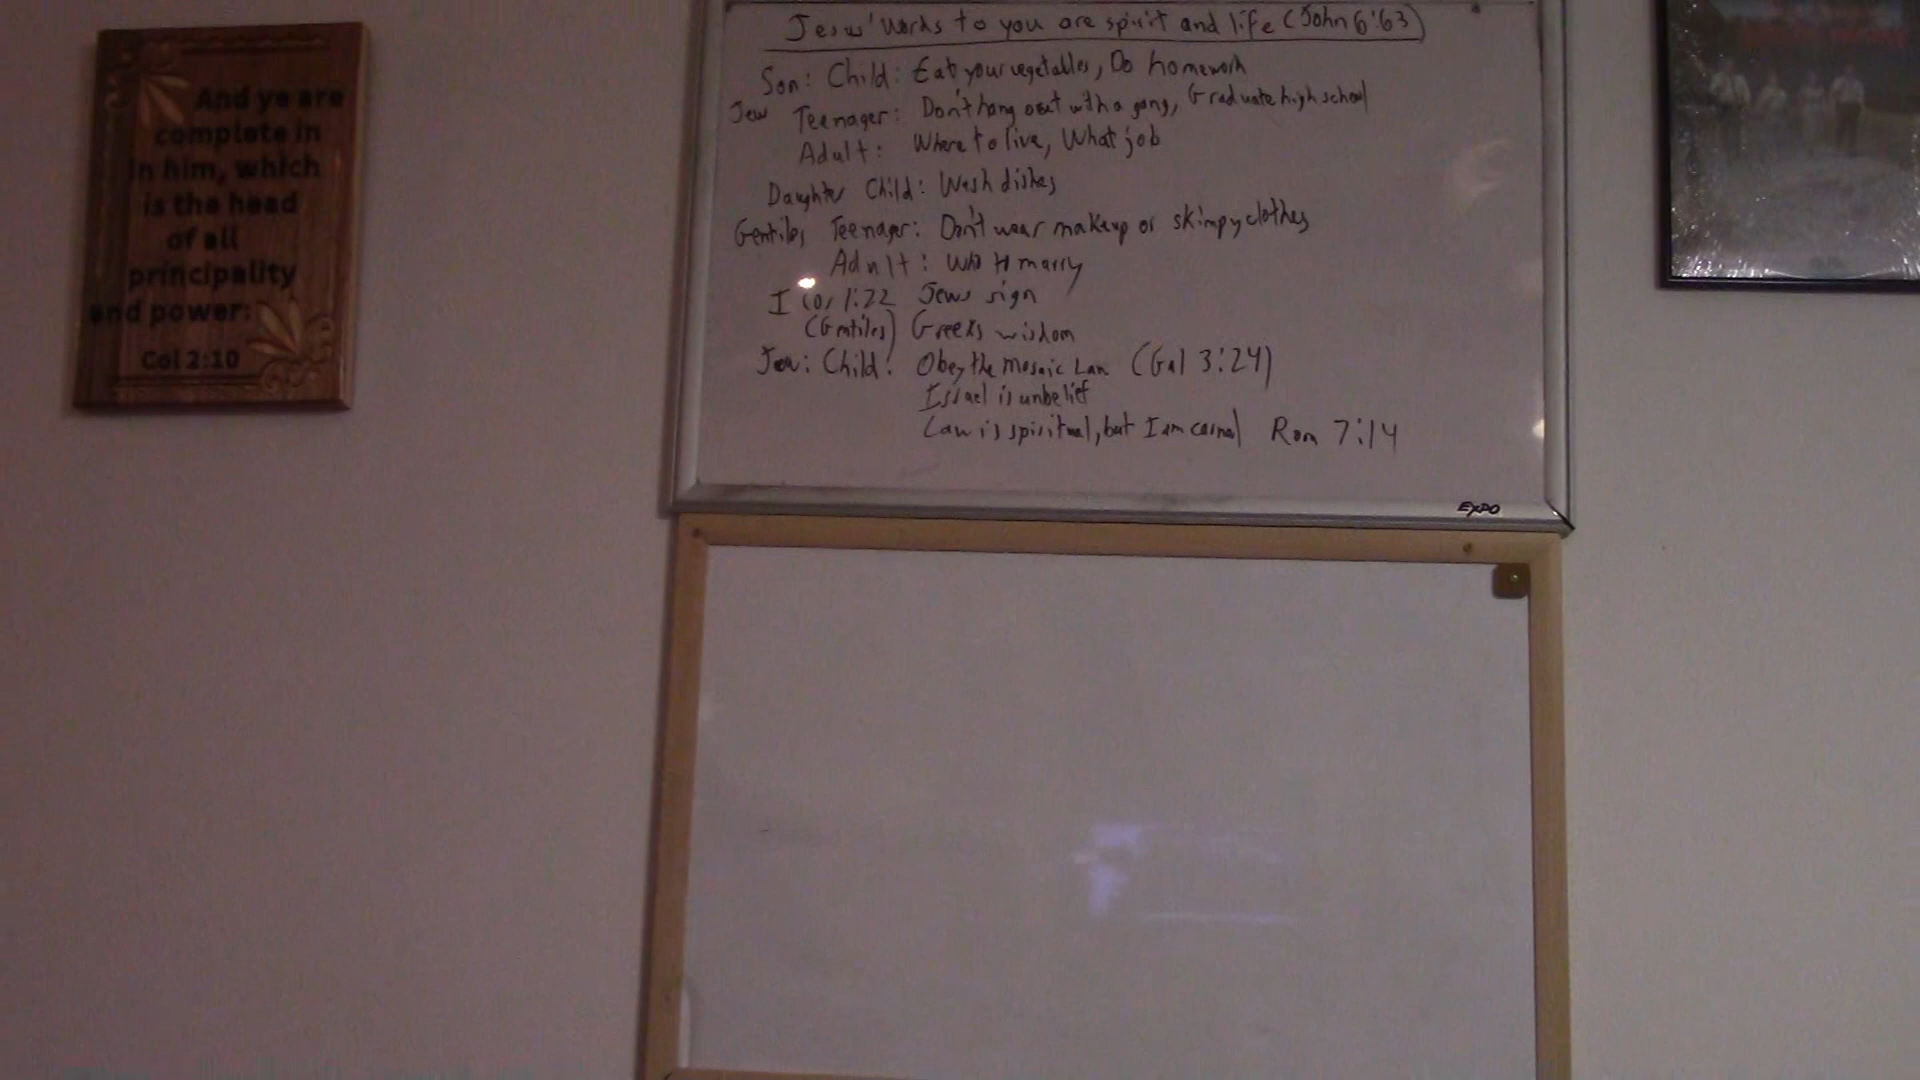 And ye are
complete in
in him, which
is the head
of all
principality
and power:
Col 2:10
Jesus' words to you are spirit and life (John 6:63)
Son: Child: Eat your vegetables, Do homework
Jew Teenager: Don't hang out with a gang, Graduate high school
Adult: Where to live, What job
Daughter Child: Wash dishes
Gentiles Teenager: Don't wear makeup or skimpy clothes
Adult: Who to marry
I Cor 1:22 Jews sign
(Gentiles) Greeks wisdom
Jew: Child: Obey the Mosaic Law (Gal 3:24)
Israel is unbelief
Law is spiritual, but I am carnal Rom 7:14
EXPO